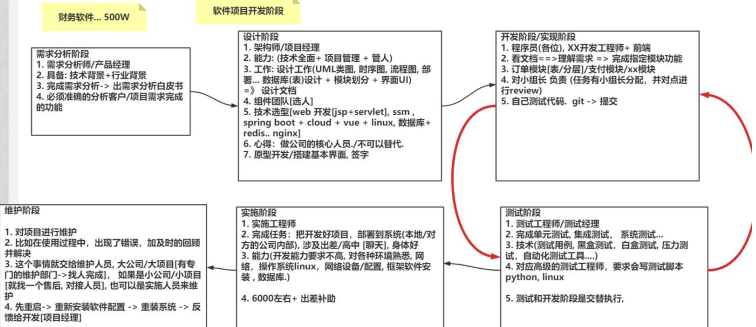 财务软件... 500W
软件项目开发阶段
需求分析阶段
1. 需求分析师/产品经理
2. 具备: 技术背景+行业背景
3. 完成需求分析-> 出需求分析白皮书
4. 必须准确的分析客户/项目需求完成
的功能
设计阶段
1. 架构师/项目经理
2. 能力: (技术全面+ 项目管理 + 管人)
3. 工作: 设计工作(UML类图, 时序图, 流程图, 部
署... 数据库(表)设计 + 模块划分 + 界面UI)
=》 设计文档
4. 组件团队[选人]
5. 技术选型[web 开发[jsp+servlet], ssm ,
spring boot + cloud + vue + linux, 数据库+
redis.. nginx]
6. 心得：做公司的核心人员./不可以替代.
7. 原型开发/搭建基本界面, 签字
开发阶段/实现阶段
1. 程序员(各位), XX开发工程师+ 前端
2. 看文档==>理解需求 => 完成指定模块功能
3. 订单模块[表/分层]/支付模块/xx模块
4. 对小组长 负责 (任务有小组长分配，并对点进
行review)
5. 自己测试代码. git -> 提交
维护阶段
1. 对项目进行维护
2. 比如在使用过程中，出现了错误，加及时的回顾
并解决
3. 这个事情就交给维护人员, 大公司/大项目[有专
门的维护部门->找人完成]， 如果是小公司/小项目
[就找一个售后, 对接人员], 也可以是实施人员来维
护
4. 先重启-> 重新安装软件配置 -> 重装系统 -> 反
馈给开发[项目经理]
实施阶段
1. 实施工程师
2. 完成任务：把开发好项目，部署到系统(本地/对
方的公司内部), 涉及出差/高中 [聊天], 身体好
3. 能力(开发能力要求不高, 对各种环境熟悉, 网
络，操作系统linux，网络设备/配置, 框架软件安
装 , 数据库.)
4. 6000左右+ 出差补助
测试阶段
1. 测试工程师/测试经理
2. 完成单元测试, 集成测试， 系统测试...
3. 技术(测试用例, 黑盒测试，白盒测试, 压力测
试， 自动化测试工具....)
4. 对应高级的测试工程师，要求会写测试脚本
python, linux
5. 测试和开发阶段是交替执行,